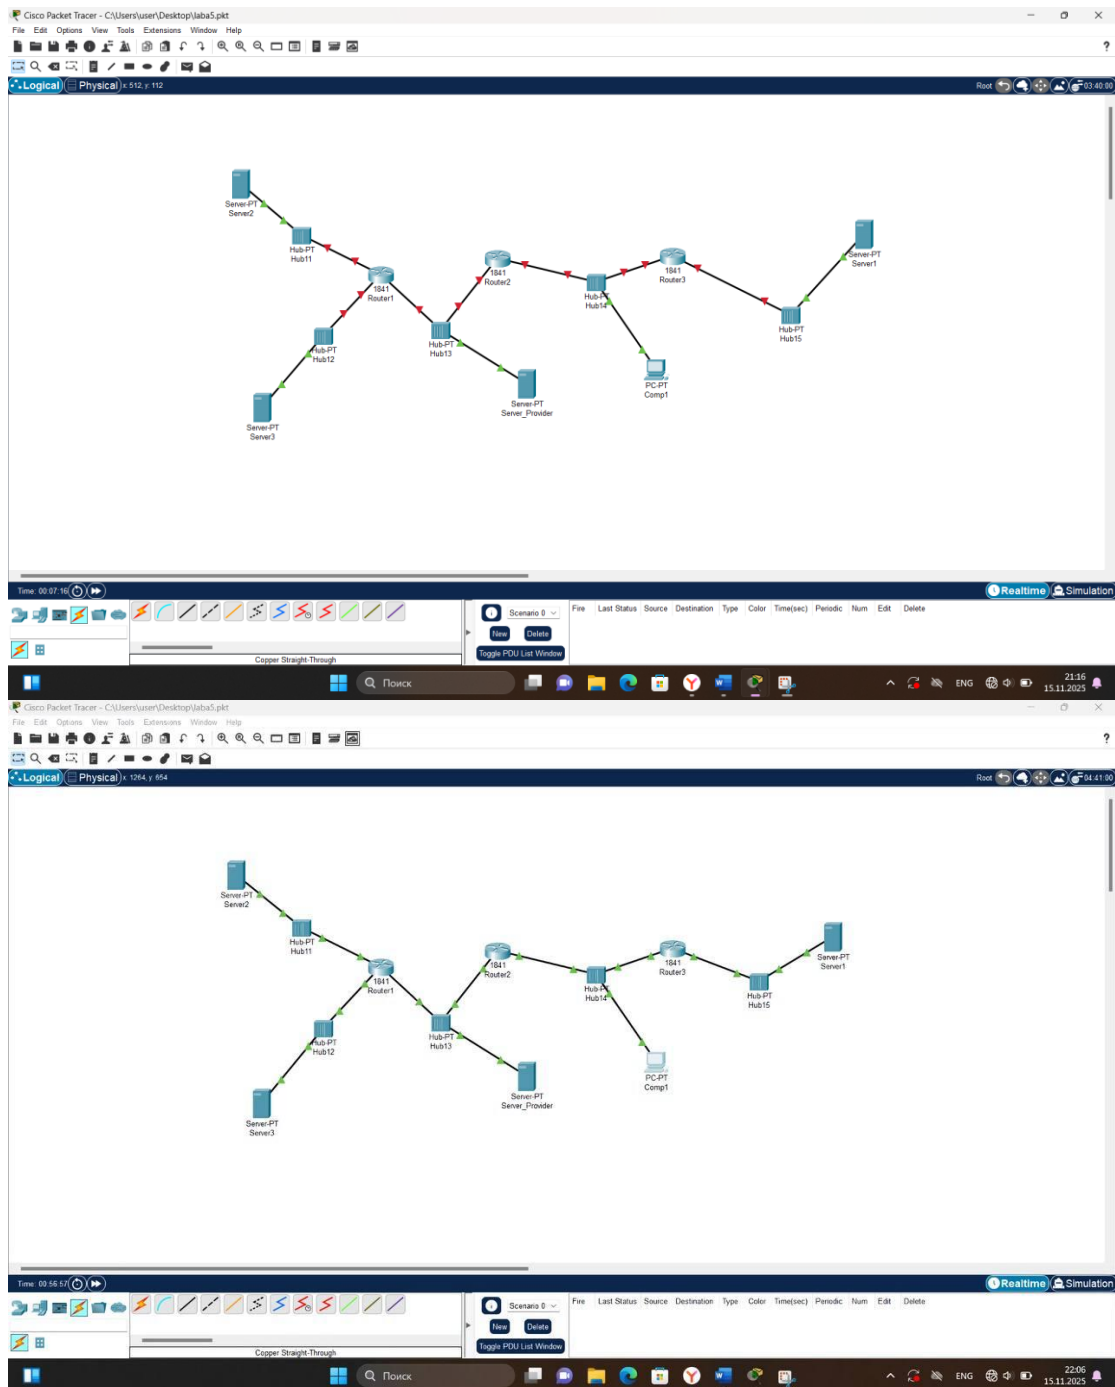 Cisco Packet Tracer - C:\Users\user\Desktop\laba5.pkt
File Edit Options View Tools Extensions Window Help
?
Logical Physical x: 512, y: 112
Root 03:40:00
Server-PT
Server2
Hub-PT
Hub11
1841
Router1
Hub-PT
Hub12
Server-PT
Server3
1841
Router2
Hub-PT
Hub13
Server-PT
Server_Provider
Hub-PT
Hub14
PC-PT
Comp1
1841
Router3
Hub-PT
Hub15
Server-PT
Server1
Time: 00:07:16
Realtime Simulation
Scenario 0
New Delete
Toggle PDU List Window
Fire Last Status Source Destination Type Color Time(sec) Periodic Num Edit Delete
Copper Straight-Through
Поиск
ENG
21:16
15.11.2025
Cisco Packet Tracer - C:\Users\user\Desktop\laba5.pkt
File Edit Options View Tools Extensions Window Help
?
Logical Physical x: 1264, y: 654
Root 04:41:00
Server-PT
Server2
Hub-PT
Hub11
1841
Router1
Hub-PT
Hub12
Server-PT
Server3
1841
Router2
Hub-PT
Hub13
Server-PT
Server_Provider
Hub-PT
Hub14
PC-PT
Comp1
1841
Router3
Hub-PT
Hub15
Server-PT
Server1
Time: 00:56:57
Realtime Simulation
Scenario 0
New Delete
Toggle PDU List Window
Fire Last Status Source Destination Type Color Time(sec) Periodic Num Edit Delete
Copper Straight-Through
Поиск
ENG
22:06
15.11.2025